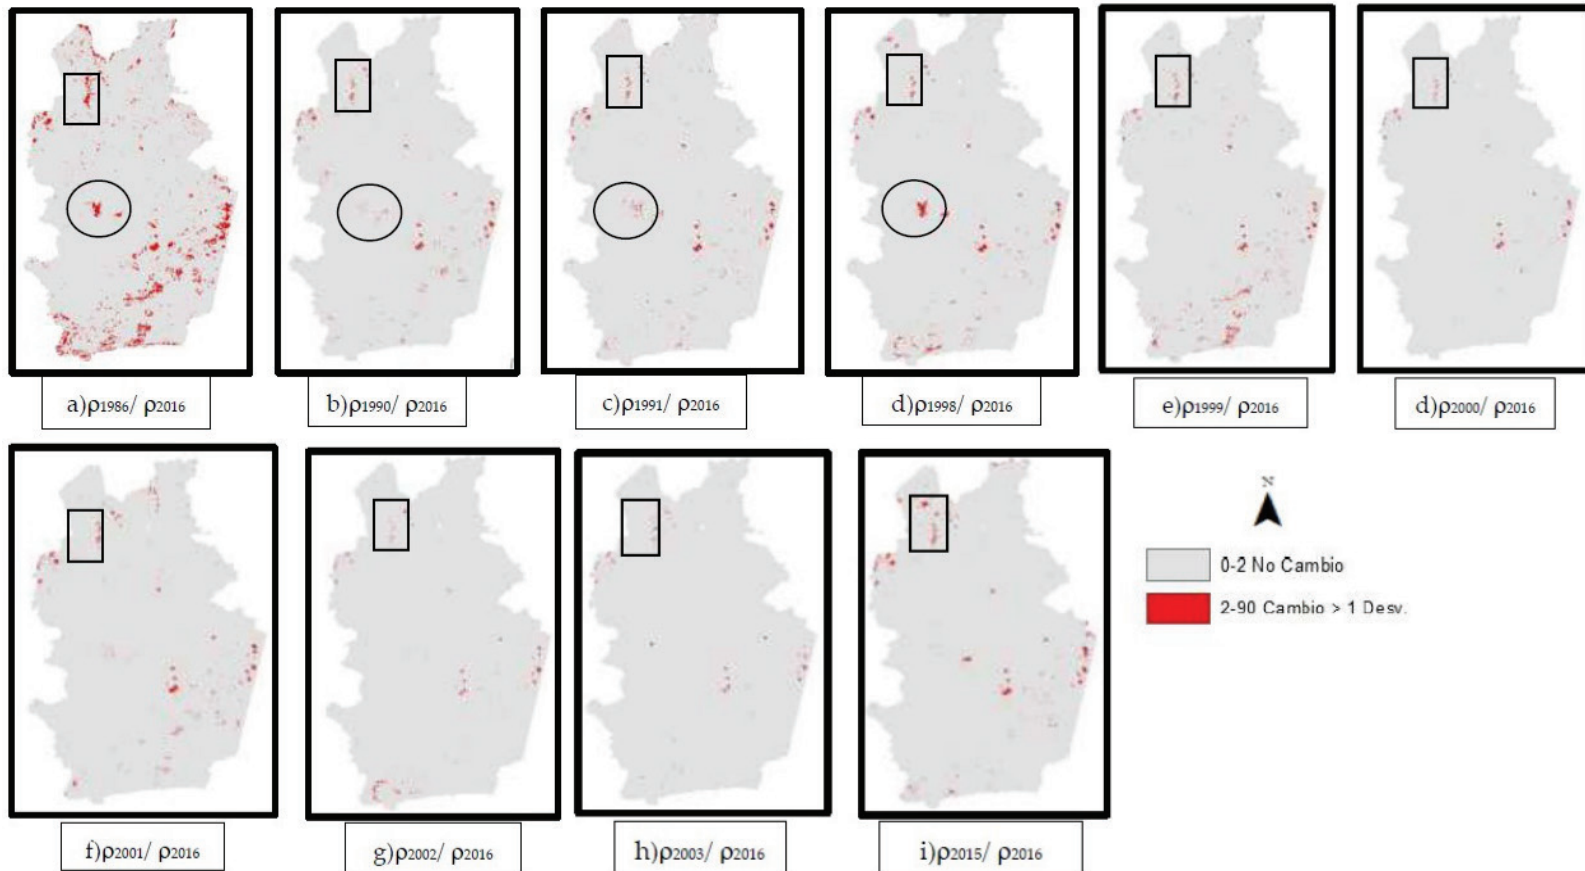 a)ρ1986/ ρ2016
b)ρ1990/ ρ2016
c)ρ1991/ ρ2016
d)ρ1998/ ρ2016
e)ρ1999/ ρ2016
d)ρ2000/ ρ2016
N
0-2 No Cambio
2-90 Cambio > 1 Desv.
f)ρ2001/ ρ2016
g)ρ2002/ ρ2016
h)ρ2003/ ρ2016
i)ρ2015/ ρ2016